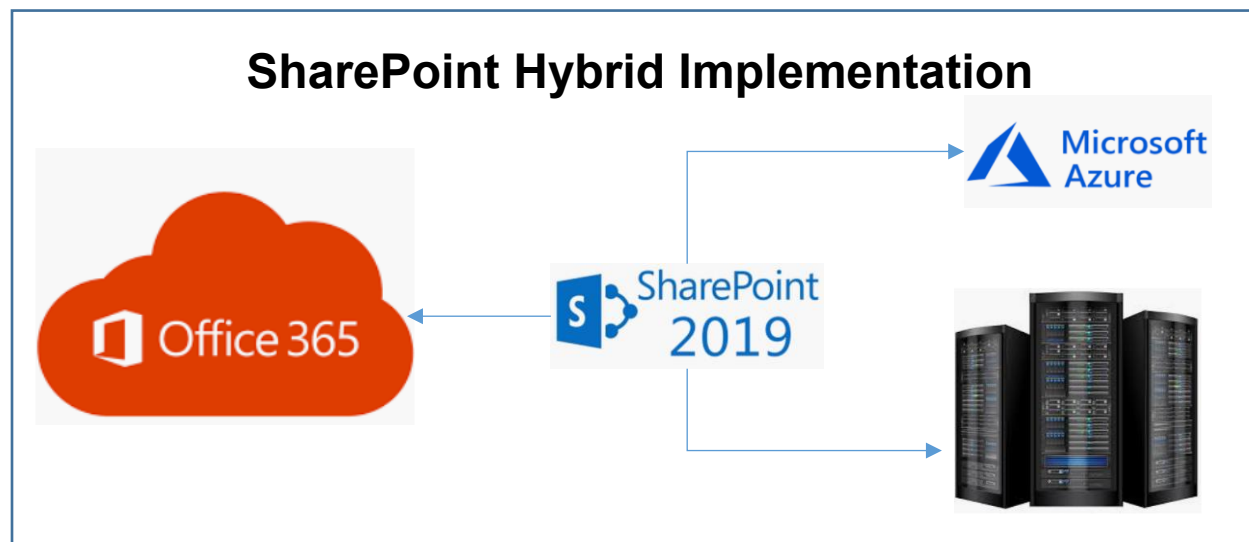 SharePoint Hybrid Implementation
Microsoft
Azure
Office 365
S
SharePoint
2019